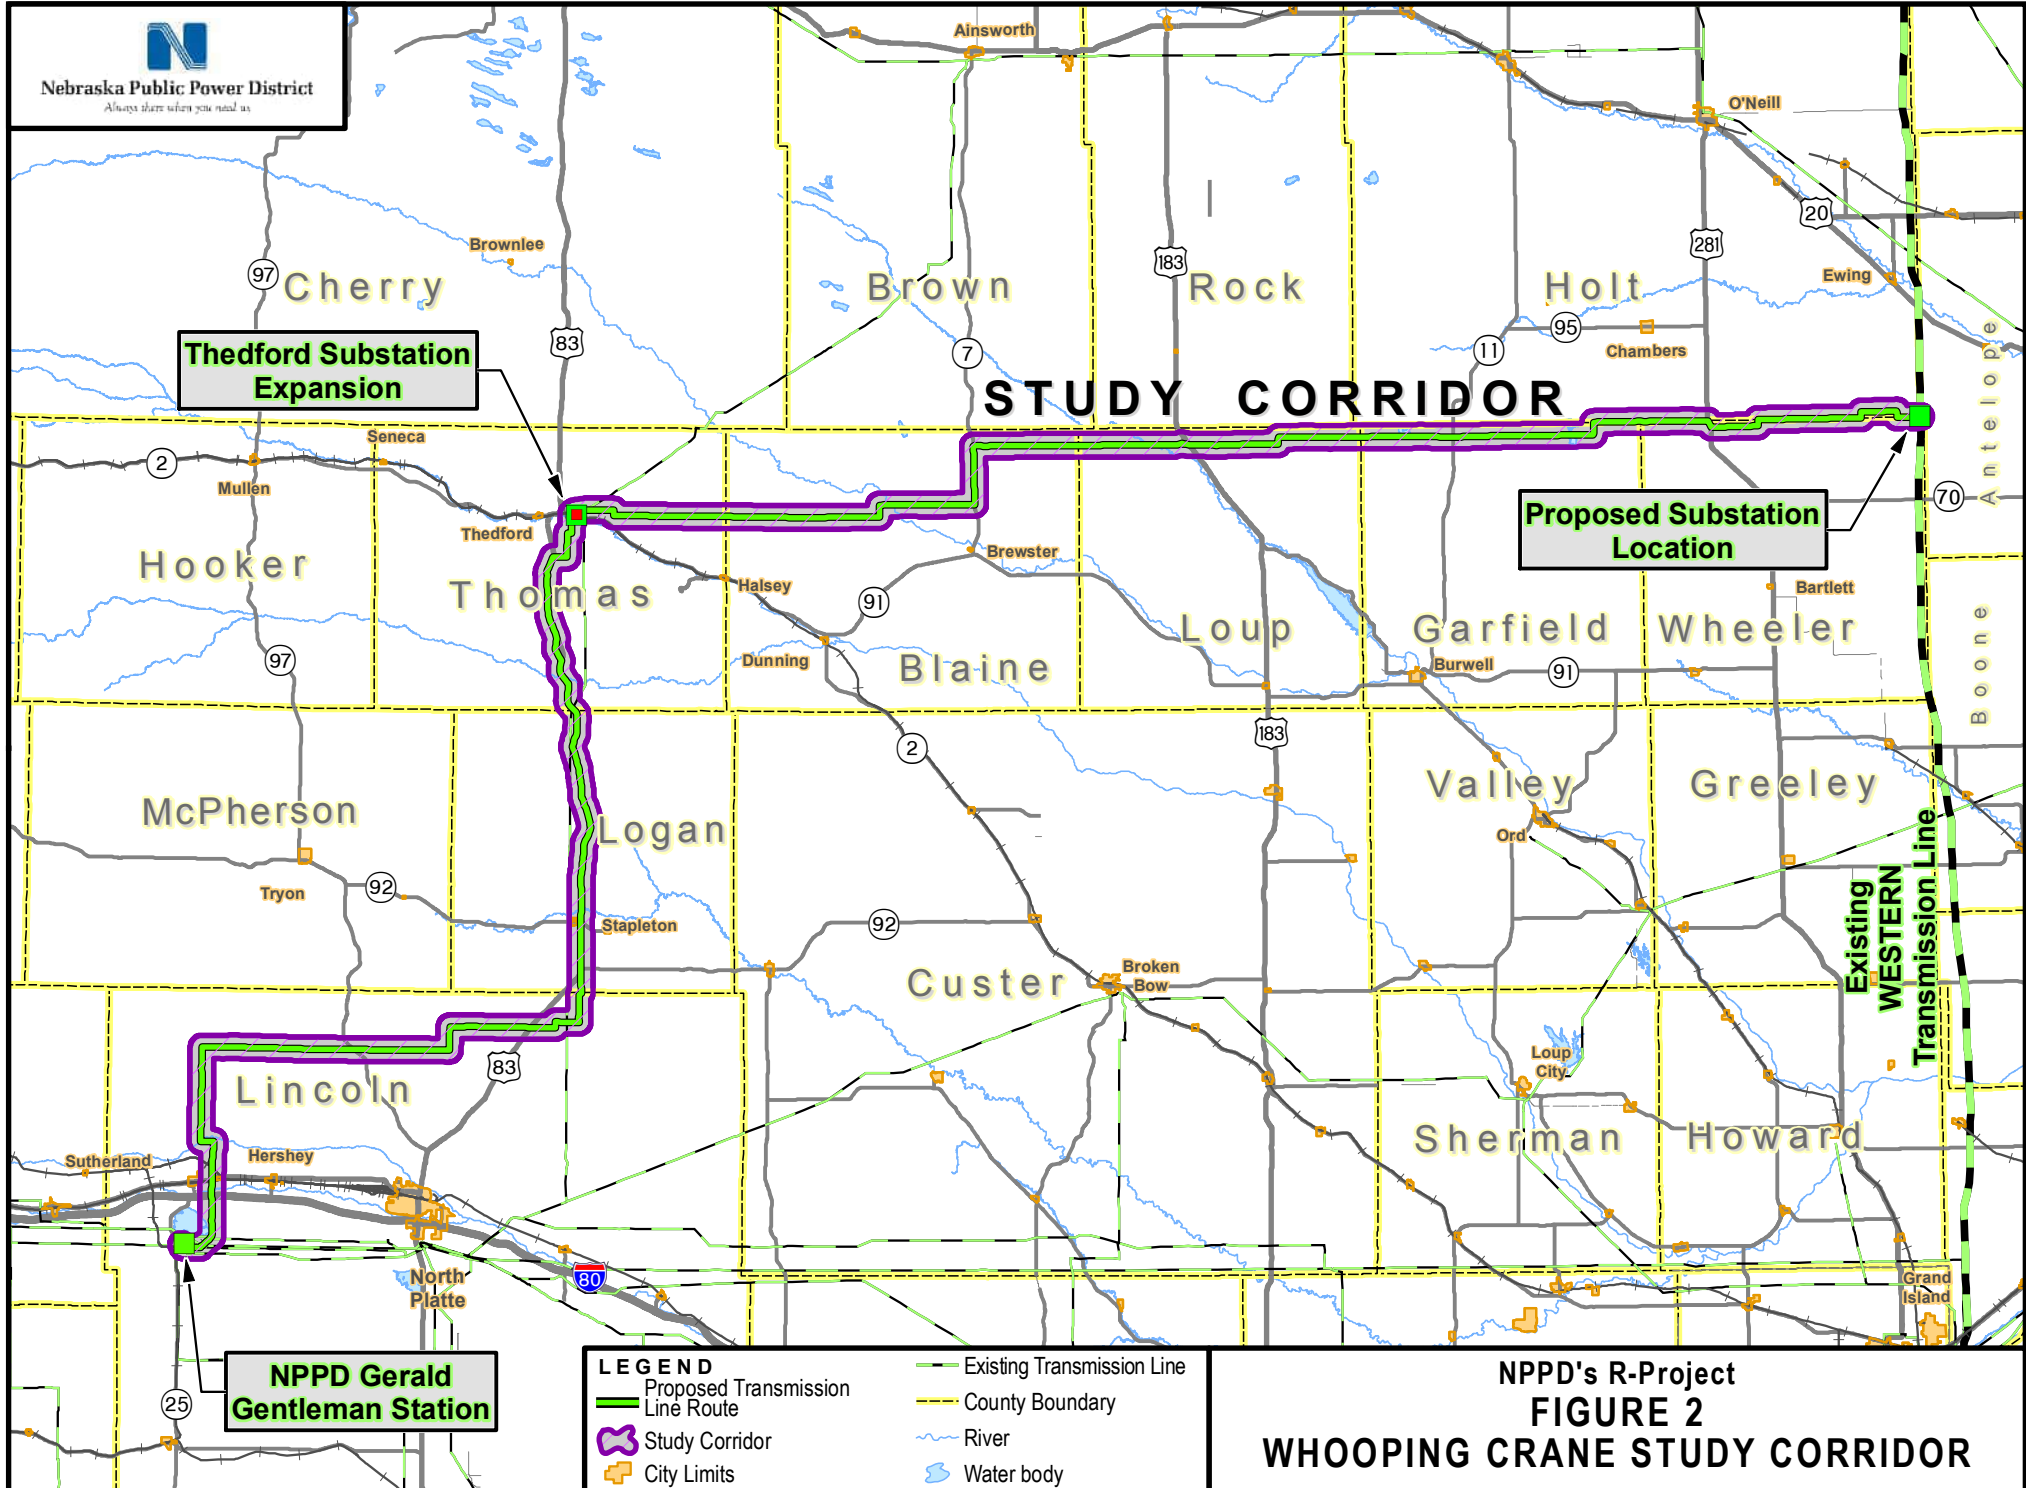 Nebraska Public Power District
Always there when you need us
Ainsworth
O'Neill
20
281
183
Brownlee
97
Cherry
Brown
Rock
Holt
Ewing
Thedford Substation
Expansion
83
7
11
95
Chambers
Antelope
STUDY CORRIDOR
Seneca
2
Mullen
Thedford
70
Proposed Substation
Location
Hooker
Thomas
Halsey
Brewster
91
Bartlett
Loup
Garfield
Wheeler
Boone
97
Dunning
Blaine
Burwell
91
2
183
McPherson
Logan
Valley
Greeley
Ord
Tryon
92
Stapleton
92
Custer
Broken
Bow
Existing
WESTERN
Transmission Line
Loup
City
83
Lincoln
Sherman
Howard
Sutherland
Hershey
North
Platte
80
Grand
Island
NPPD Gerald
Gentleman Station
25
LEGEND
Proposed Transmission
Line Route
Study Corridor
City Limits
Existing Transmission Line
County Boundary
River
Water body
NPPD's R-Project
FIGURE 2
WHOOPING CRANE STUDY CORRIDOR